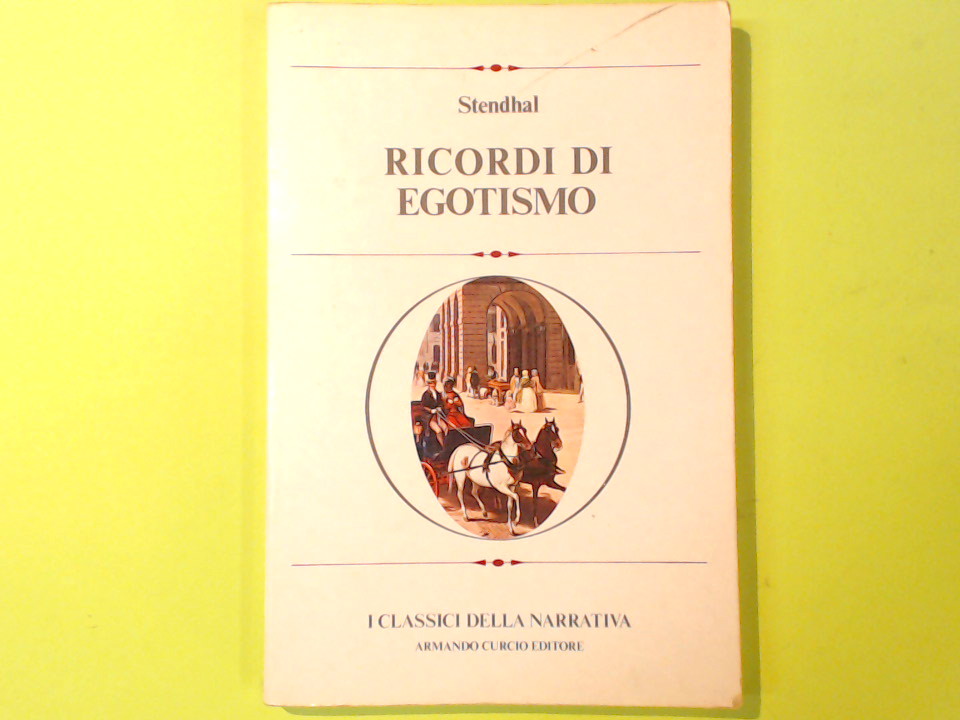 Stendhal
RICORDI DI
EGOTISMO
I CLASSICI DELLA NARRATIVA
ARMANDO CURCIO EDITORE